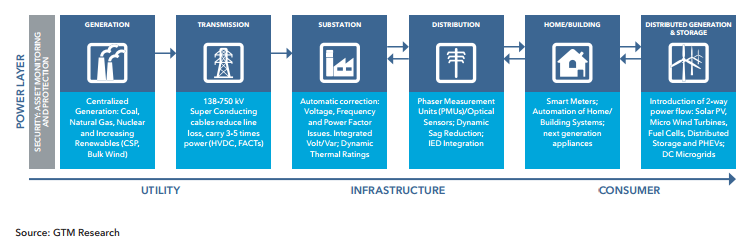 POWER LAYER
SECURITY: ASSET MONITORING
AND PROTECTION
GENERATION
Centralized
Generation: Coal,
Natural Gas, Nuclear
and Increasing
Renewables (CSP,
Bulk Wind)
TRANSMISSION
138-750 kV
Super Conducting
cables reduce line
loss, carry 3-5 times
power (HVDC, FACTs)
SUBSTATION
Automatic correction:
Voltage, Frequency
and Power Factor
Issues. Integrated
Volt/Var; Dynamic
Thermal Ratings
DISTRIBUTION
Phaser Measurement
Units (PMUs)/Optical
Sensors; Dynamic
Sag Reduction;
IED Integration
HOME/BUILDING
Smart Meters;
Automation of Home/
Building Systems;
next generation
appliances
DISTRIBUTED GENERATION
& STORAGE
Introduction of 2-way
power flow: Solar PV,
Micro Wind Turbines,
Fuel Cells, Distributed
Storage and PHEVs;
DC Microgrids
UTILITY
INFRASTRUCTURE
CONSUMER
Source: GTM Research